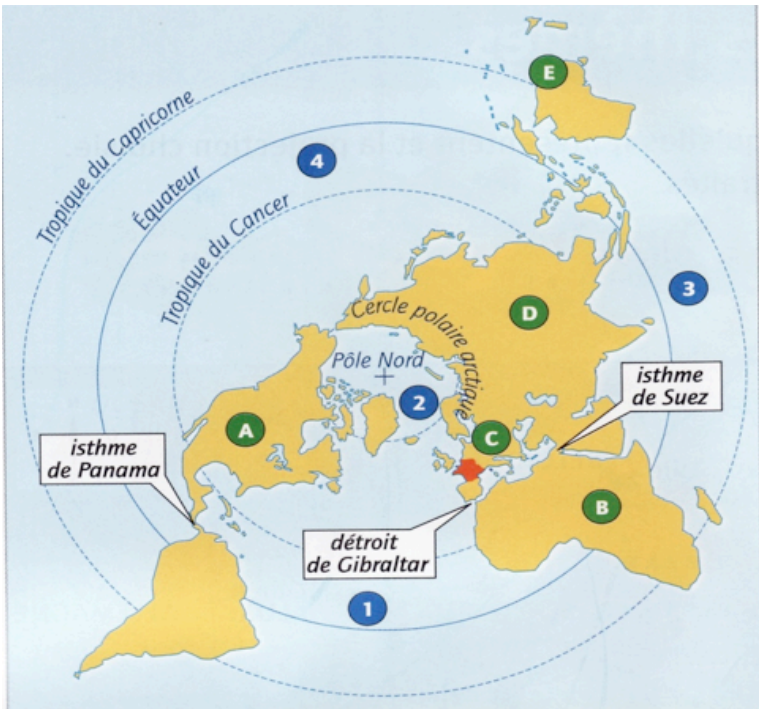 E
Tropique du Capricorne
4
Équateur
Tropique du Cancer
3
Cercle polaire arctique
D
Pôle Nord
2
isthme
de Suez
A
C
isthme
de Panama
B
détroit
de Gibraltar
1